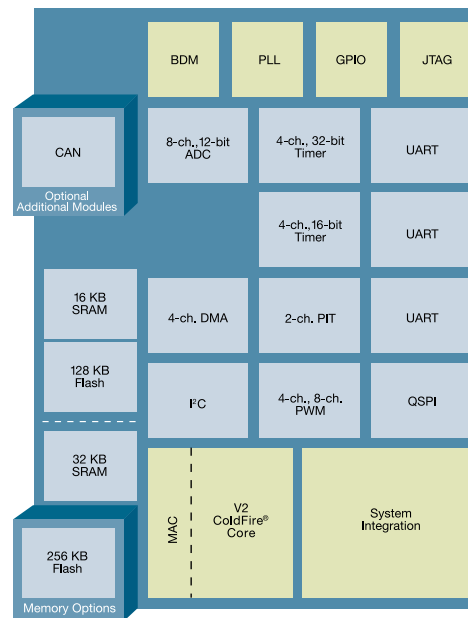 BDM
PLL
GPIO
JTAG
CAN
Optional
Additional Modules
8-ch.,12-bit
ADC
4-ch., 32-bit
Timer
UART
4-ch.,16-bit
Timer
UART
16 KB
SRAM
4-ch. DMA
2-ch. PIT
UART
128 KB
Flash
I²C
4-ch., 8-ch.
PWM
QSPI
32 KB
SRAM
MAC
V2
ColdFire®
Core
System
Integration
256 KB
Flash
Memory Options